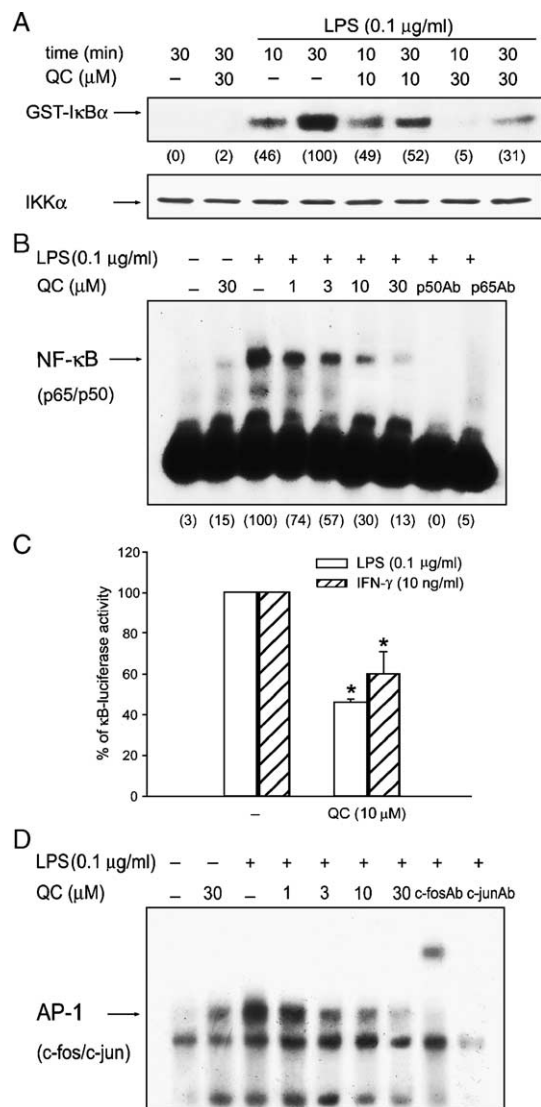 A
LPS (0.1 μg/ml)
time (min) 30 30 10 30 10 30 10 30
QC (μM) – 30 – – 10 10 30 30
GST-IκBα
(0) (2) (46) (100) (49) (52) (5) (31)
IKKα
B
LPS(0.1 μg/ml) – – + + + + + + +
QC (μM) – 30 – 1 3 10 30 p50Ab p65Ab
NF-κB
(p65/p50)
(3) (15) (100) (74) (57) (30) (13) (0) (5)
C
120
100
80
60
40
20
0
% of κB-luciferase activity
LPS (0.1 μg/ml)
IFN-γ (10 ng/ml)
* *
– QC (10 μM)
D
LPS(0.1 μg/ml) – – + + + + + + +
QC (μM) – 30 – 1 3 10 30 c-fosAb c-junAb
AP-1
(c-fos/c-jun)